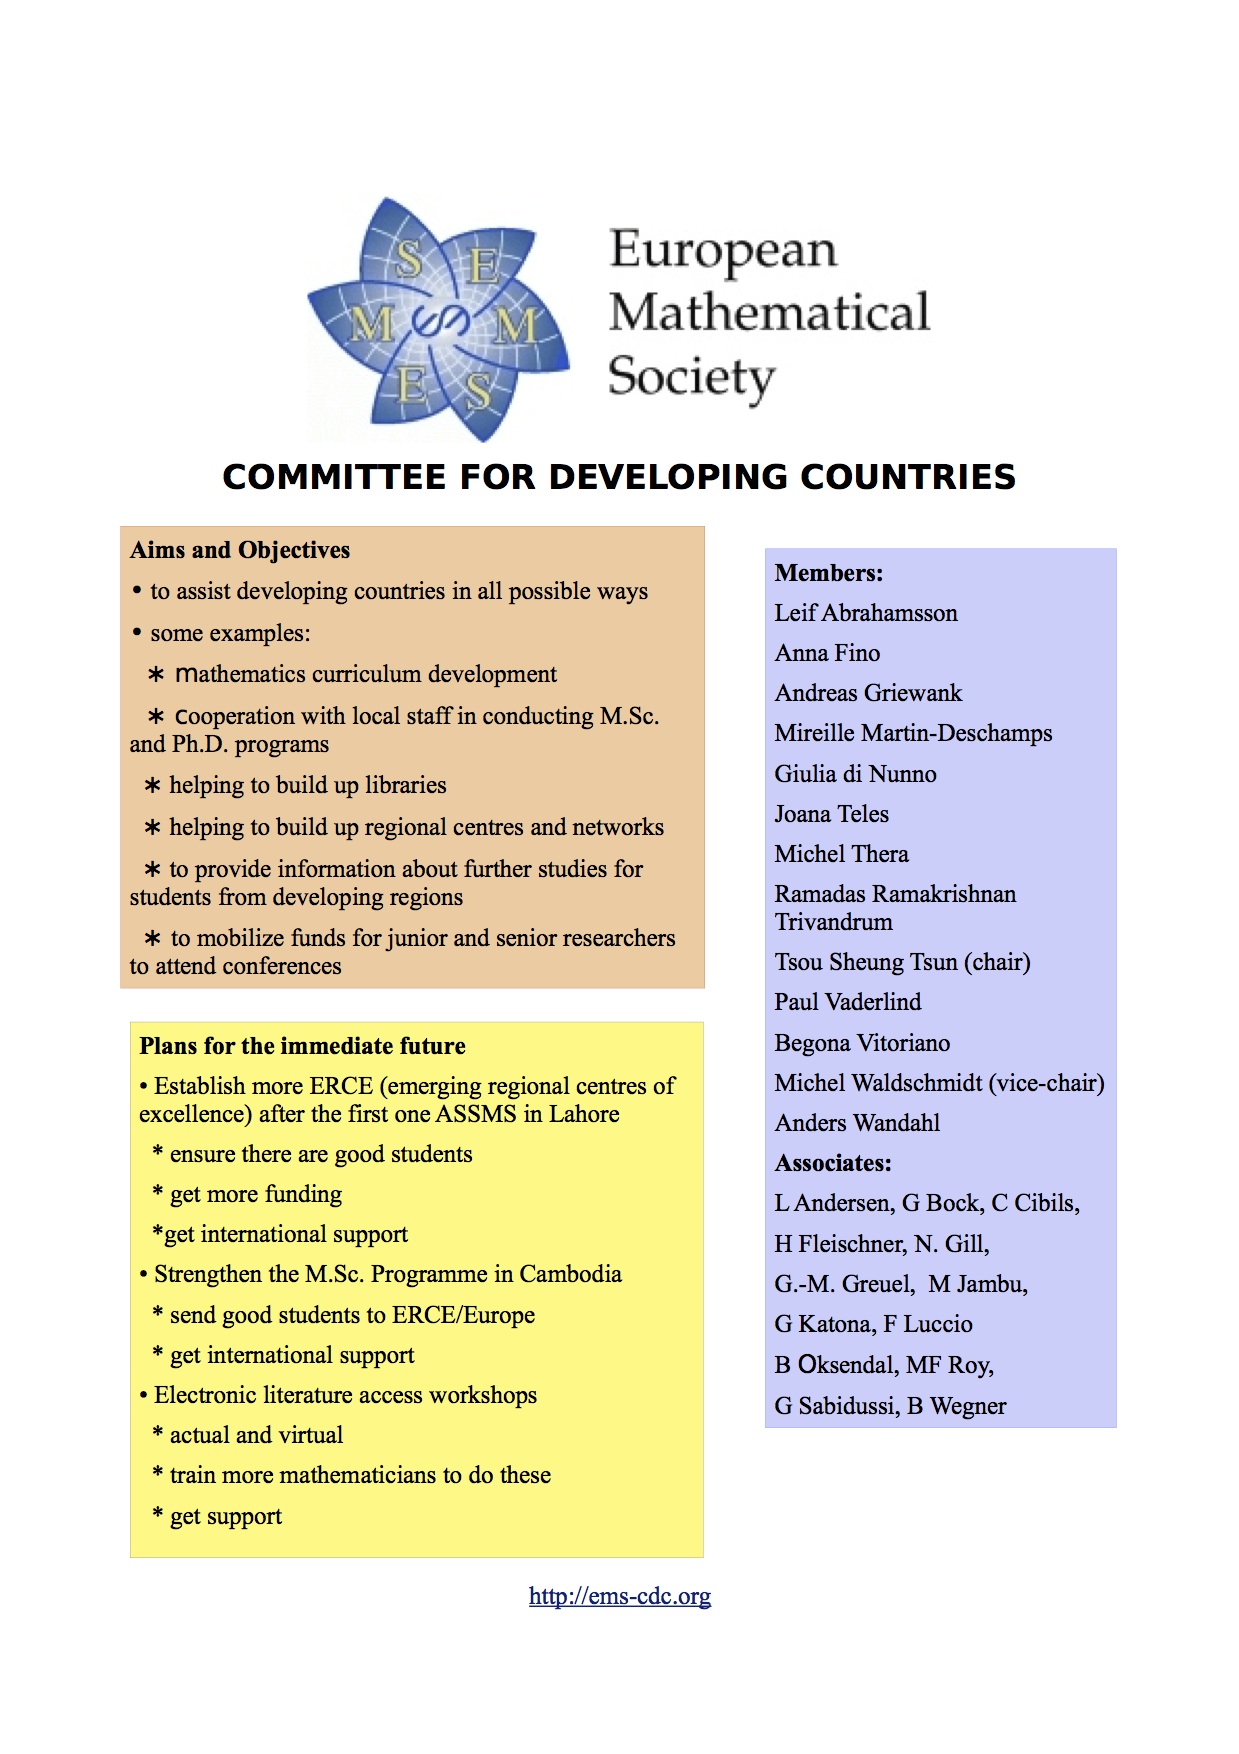 S E
M M
E S
European
Mathematical
Society
COMMITTEE FOR DEVELOPING COUNTRIES
Aims and Objectives
• to assist developing countries in all possible ways
• some examples:
∗ mathematics curriculum development
∗ cooperation with local staff in conducting M.Sc.
and Ph.D. programs
∗ helping to build up libraries
∗ helping to build up regional centres and networks
∗ to provide information about further studies for
students from developing regions
∗ to mobilize funds for junior and senior researchers
to attend conferences
Plans for the immediate future
• Establish more ERCE (emerging regional centres of
excellence) after the first one ASSMS in Lahore
* ensure there are good students
* get more funding
*get international support
• Strengthen the M.Sc. Programme in Cambodia
* send good students to ERCE/Europe
* get international support
• Electronic literature access workshops
* actual and virtual
* train more mathematicians to do these
* get support
Members:
Leif Abrahamsson
Anna Fino
Andreas Griewank
Mireille Martin-Deschamps
Giulia di Nunno
Joana Teles
Michel Thera
Ramadas Ramakrishnan
Trivandrum
Tsou Sheung Tsun (chair)
Paul Vaderlind
Begona Vitoriano
Michel Waldschmidt (vice-chair)
Anders Wandahl
Associates:
L Andersen, G Bock, C Cibils,
H Fleischner, N. Gill,
G.-M. Greuel, M Jambu,
G Katona, F Luccio
B Oksendal, MF Roy,
G Sabidussi, B Wegner
http://ems-cdc.org